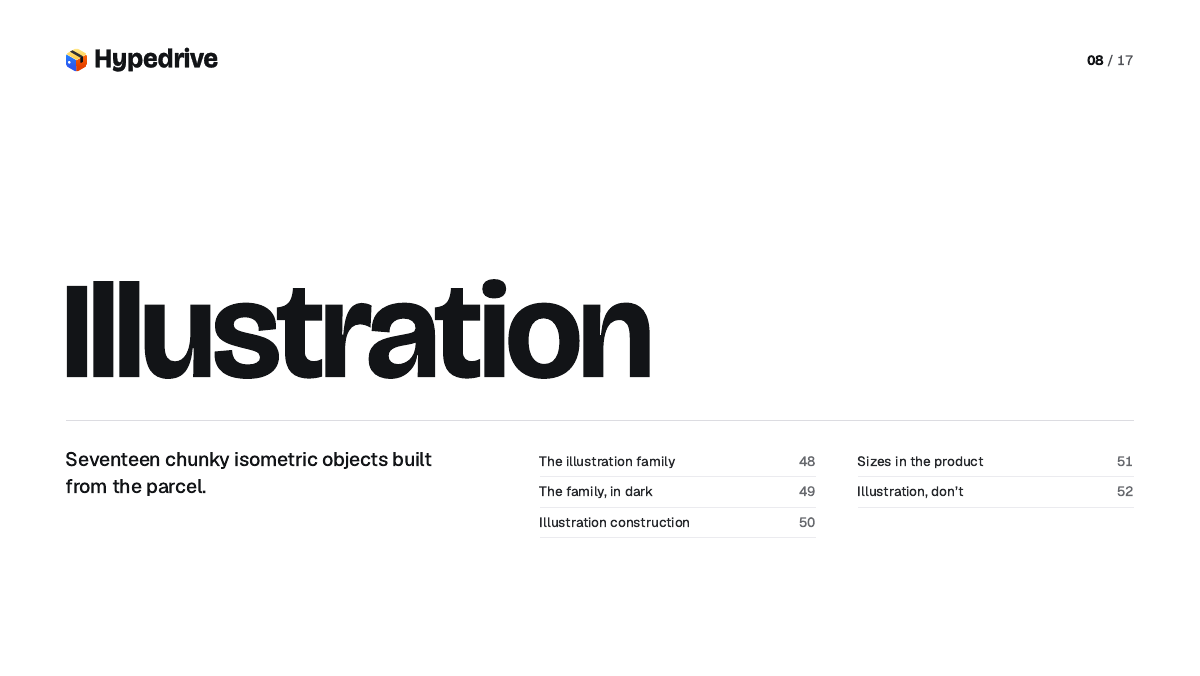 Hypedrive
08 / 17
Illustration
Seventeen chunky isometric objects built
from the parcel.
The illustration family 48
The family, in dark 49
Illustration construction 50
Sizes in the product 51
Illustration, don't 52